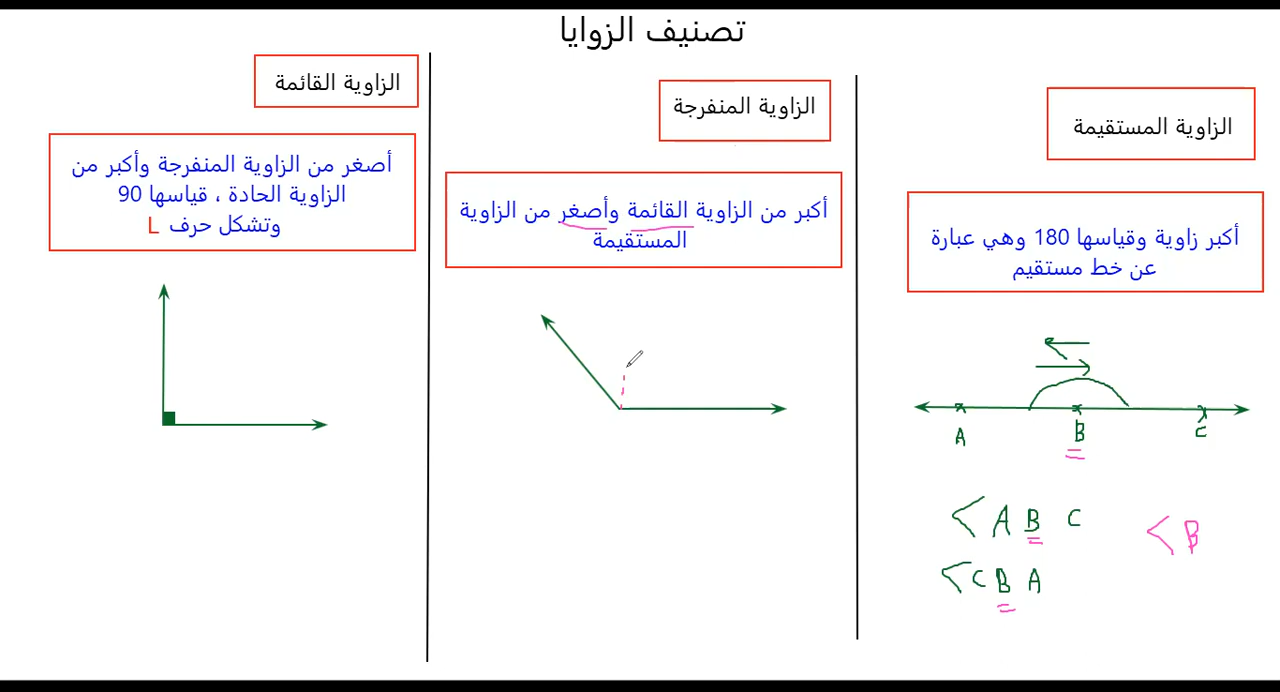 تصنيف الزوايا
الزاوية المستقيمة
أكبر زاوية وقياسها 180 وهي عبارة
عن خط مستقيم
A B C
<A B C
<B
<C B A
الزاوية المنفرجة
أكبر من الزاوية القائمة وأصغر من الزاوية
المستقيمة
الزاوية القائمة
أصغر من الزاوية المنفرجة وأكبر من
الزاوية الحادة ، قياسها 90
وتشكل حرف L